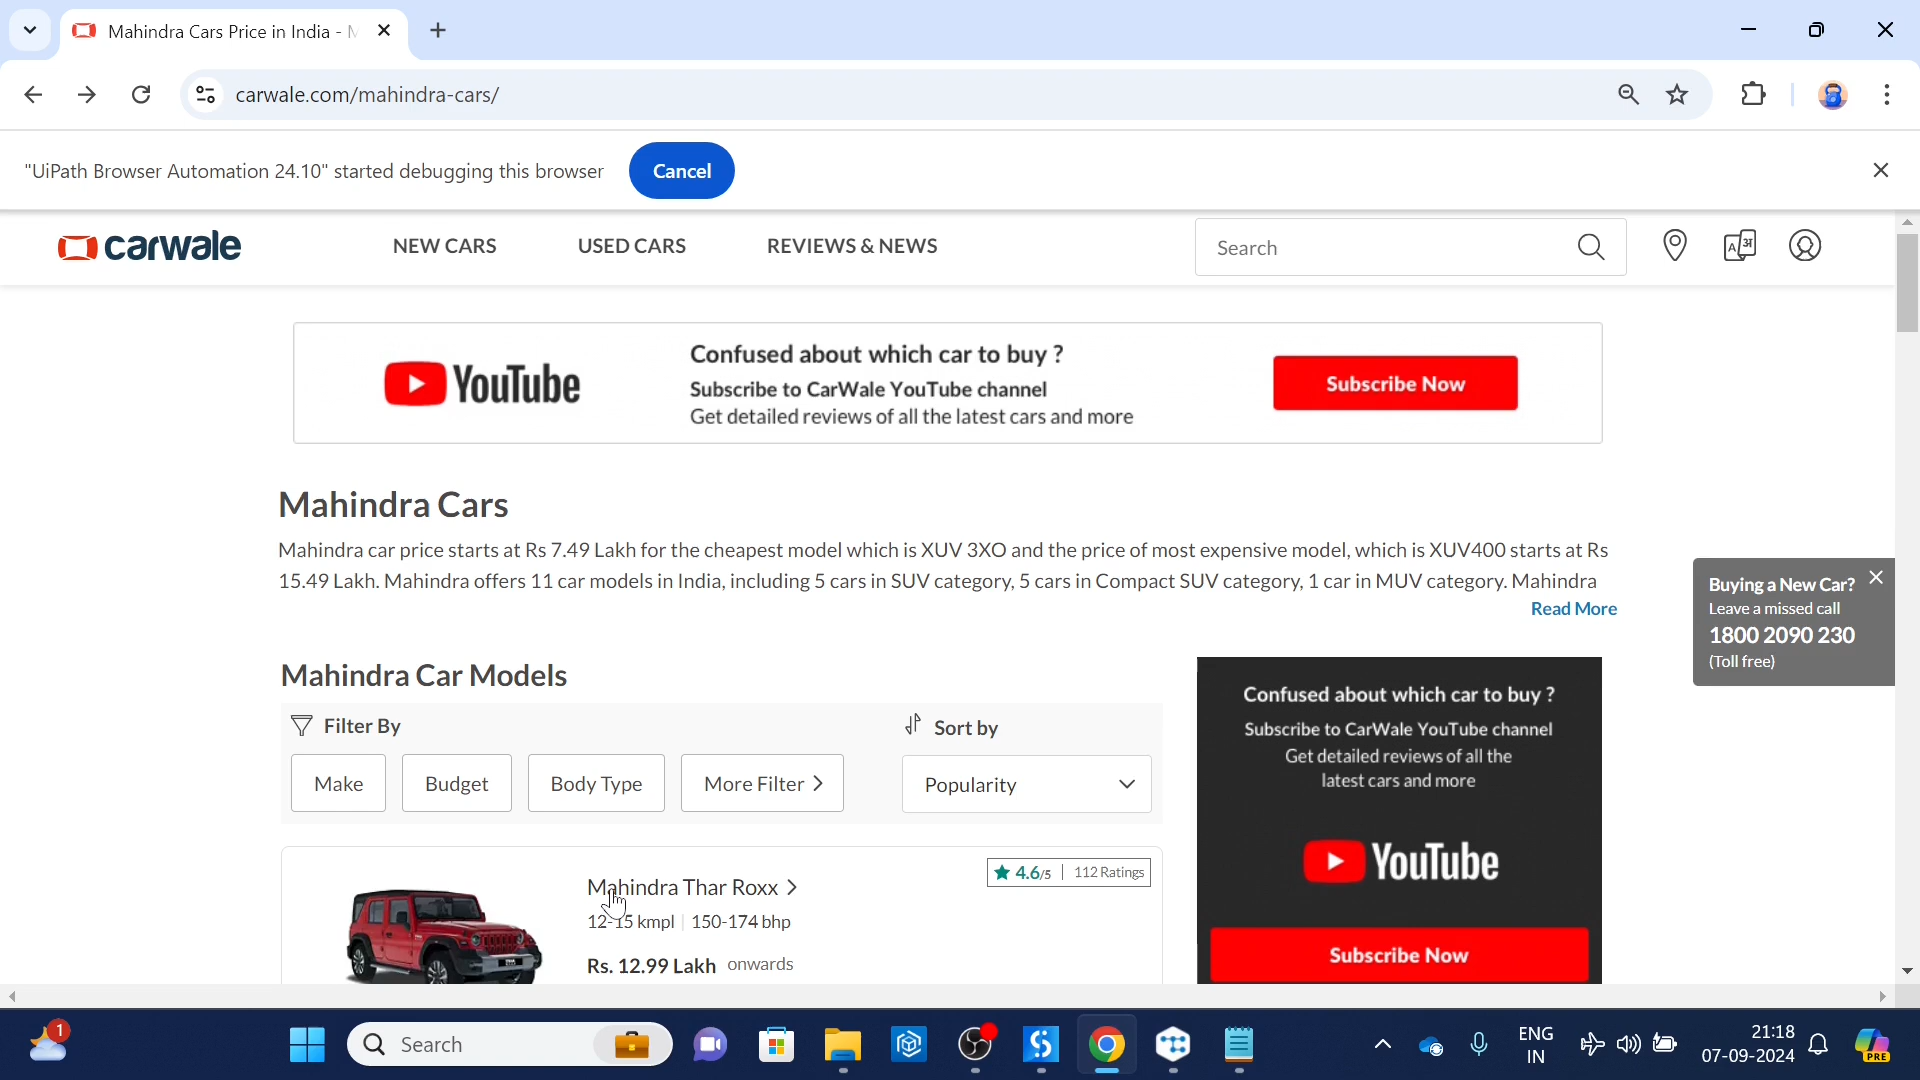 Mahindra Cars Price in India - M
carwale.com/mahindra-cars/
"UiPath Browser Automation 24.10" started debugging this browser
Cancel
carwale
NEW CARS
USED CARS
REVIEWS & NEWS
Search
YouTube
Confused about which car to buy ?
Subscribe to CarWale YouTube channel
Get detailed reviews of all the latest cars and more
Subscribe Now
Mahindra Cars
Mahindra car price starts at Rs 7.49 Lakh for the cheapest model which is XUV 3XO and the price of most expensive model, which is XUV400 starts at Rs
15.49 Lakh. Mahindra offers 11 car models in India, including 5 cars in SUV category, 5 cars in Compact SUV category, 1 car in MUV category. Mahindra
Read More
Buying a New Car?
Leave a missed call
1800 2090 230
(Toll free)
Mahindra Car Models
Filter By
Sort by
Make
Budget
Body Type
More Filter
Popularity
Mahindra Thar Roxx
4.6/5 | 112 Ratings
12-15 kmpl | 150-174 bhp
Rs. 12.99 Lakh onwards
Confused about which car to buy ?
Subscribe to CarWale YouTube channel
Get detailed reviews of all the
latest cars and more
YouTube
Subscribe Now
1
Search
ENG
IN
21:18
07-09-2024
PRE